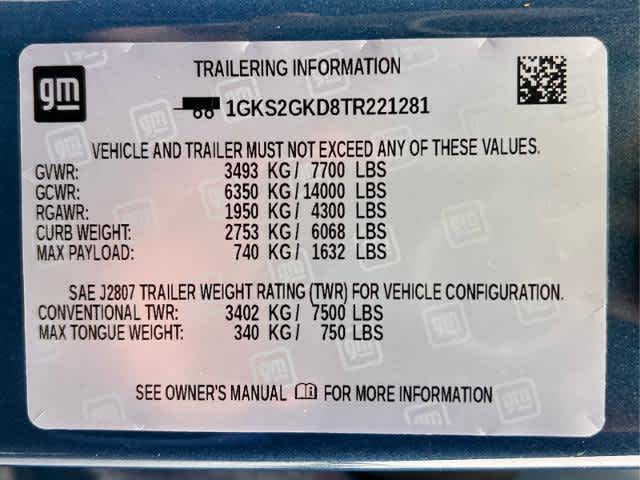 gm
TRAILERING INFORMATION
1GKS2GKD8TR221281
VEHICLE AND TRAILER MUST NOT EXCEED ANY OF THESE VALUES.
GVWR: 3493 KG/ 7700 LBS
GCWR: 6350 KG/ 14000 LBS
RGAWR: 1950 KG/ 4300 LBS
CURB WEIGHT: 2753 KG/ 6068 LBS
MAX PAYLOAD: 740 KG/ 1632 LBS
SAE J2807 TRAILER WEIGHT RATING (TWR) FOR VEHICLE CONFIGURATION.
CONVENTIONAL TWR: 3402 KG/ 7500 LBS
MAX TONGUE WEIGHT: 340 KG/ 750 LBS
SEE OWNER'S MANUAL FOR MORE INFORMATION